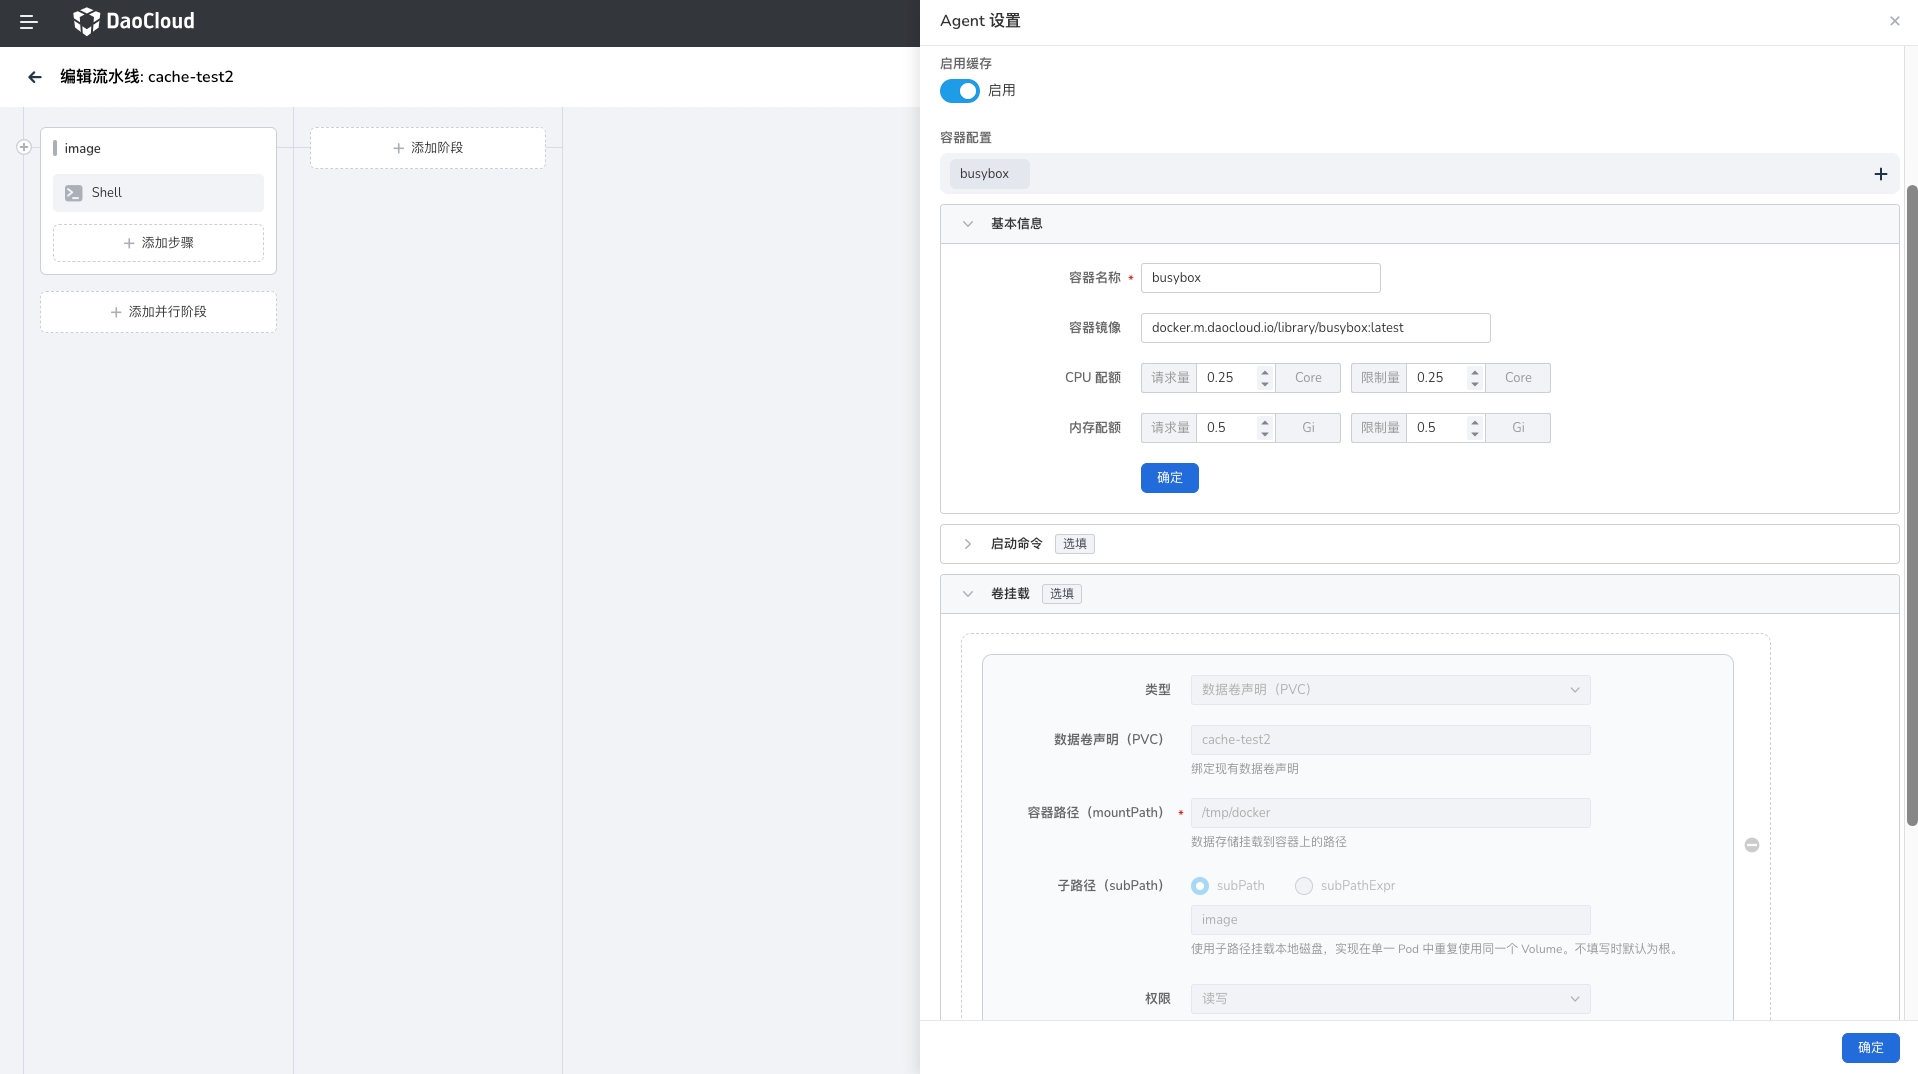 DaoCloud
编辑流水线: cache-test2
image
Shell
添加步骤
添加并行阶段
添加阶段
Agent 设置
启用缓存
启用
容器配置
busybox
基本信息
容器名称 * busybox
容器镜像 docker.m.daocloud.io/library/busybox:latest
CPU 配额 请求量 0.25 Core 限制量 0.25 Core
内存配额 请求量 0.5 Gi 限制量 0.5 Gi
确定
启动命令 选填
卷挂载 选填
类型 数据卷声明（PVC）
数据卷声明（PVC） cache-test2
绑定现有数据卷声明
容器路径（mountPath） * /tmp/docker
数据存储挂载到容器上的路径
子路径（subPath） subPath subPathExpr
image
使用子路径挂载本地磁盘，实现在单一 Pod 中重复使用同一个 Volume。不填写时默认为根。
权限 读写
确定